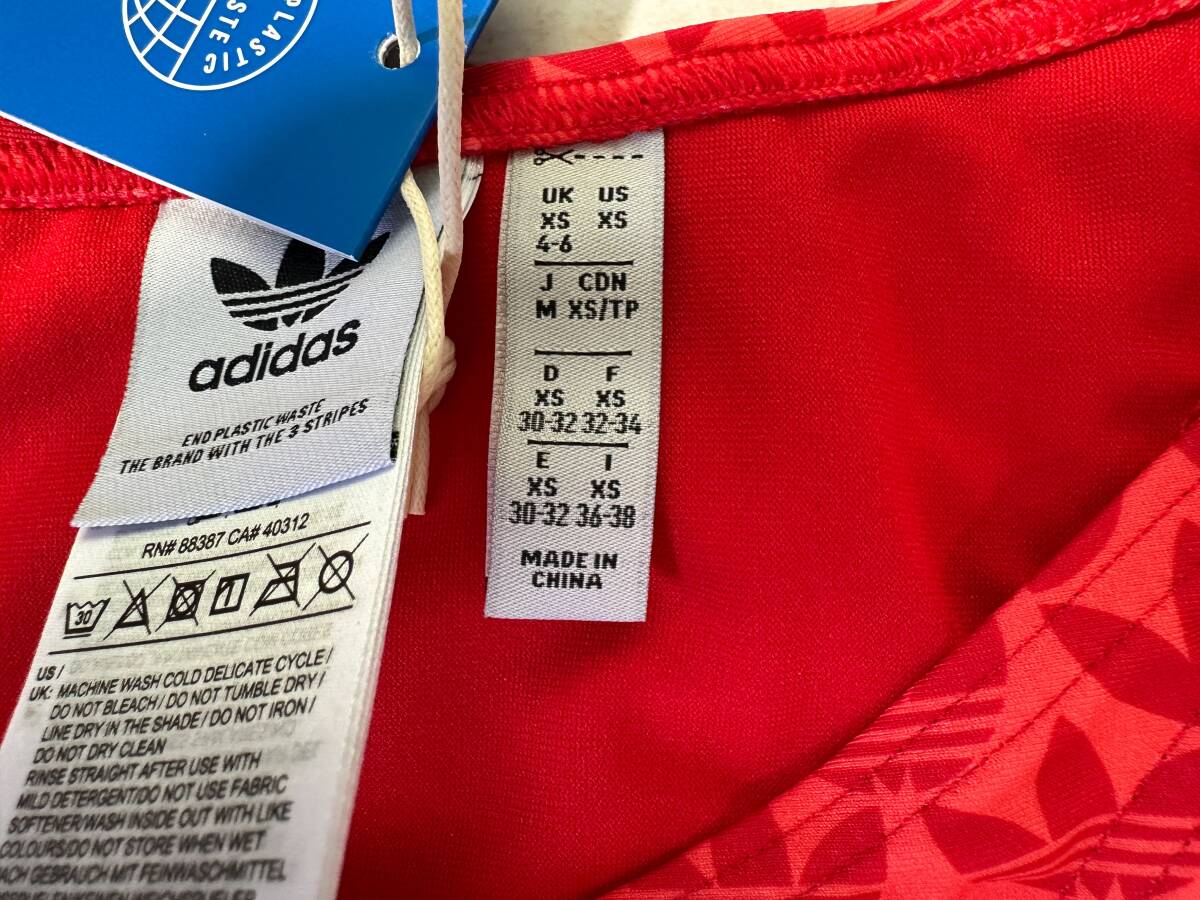 PLASTIC
adidas
END PLASTIC WASTE
THE BRAND WITH THE 3 STRIPES
RN# 88387 CA# 40312
30
US /
UK: MACHINE WASH COLD DELICATE CYCLE /
DO NOT BLEACH / DO NOT TUMBLE DRY /
LINE DRY IN THE SHADE / DO NOT IRON /
DO NOT DRY CLEAN
RINSE STRAIGHT AFTER USE WITH
MILD DETERGENT/DO NOT USE FABRIC
SOFTENER/WASH INSIDE OUT WITH LIKE
COLOURS/DO NOT STORE WHEN WET
GEBRAUCH MIT FEINWASCHMITTEL
UK US
XS XS
4-6
J CDN
M XS/TP
D F
XS XS
30-32 32-34
E I
XS XS
30-32 36-38
MADE IN
CHINA